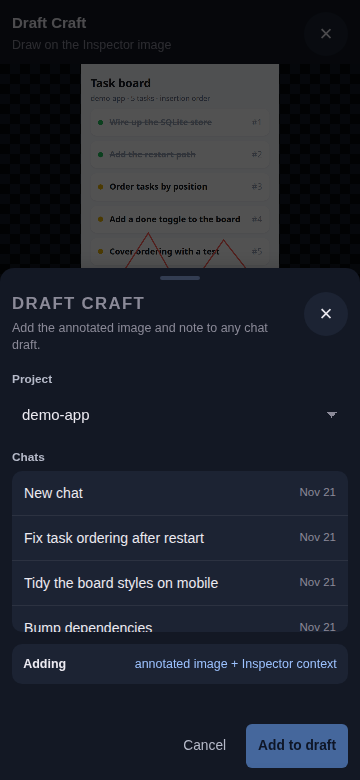 Draft Craft
Draw on the Inspector image
Task board
demo-app · 5 tasks · insertion order
Wire up the SQLite store #1
Add the restore path #2
Order tasks by position #3
Add a done toggle to the board #4
Cover ordering with a test #5
DRAFT CRAFT
Add the annotated image and note to any chat
draft.
Project
demo-app
Chats
New chat Nov 21
Fix task ordering after restart Nov 21
Tidy the board styles on mobile Nov 21
Bump dependencies Nov 21
Adding annotated image + Inspector context
Cancel Add to draft